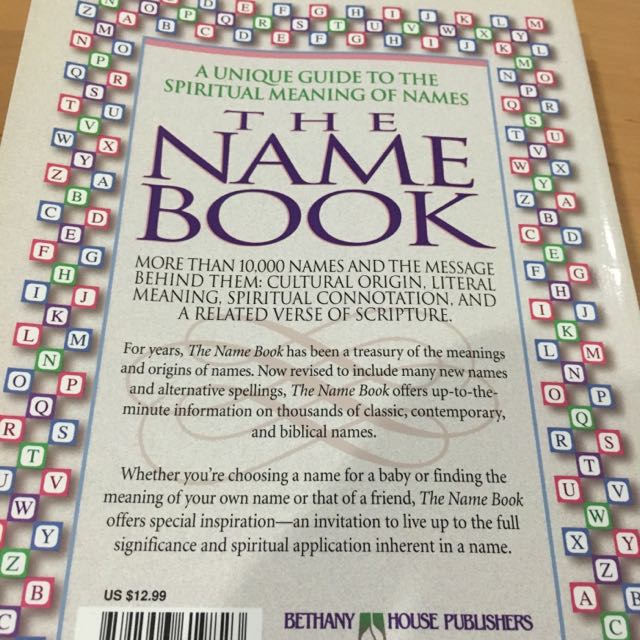 A UNIQUE GUIDE TO THE
SPIRITUAL MEANING OF NAMES
THE
NAME
BOOK
MORE THAN 10,000 NAMES AND THE MESSAGE
BEHIND THEM: CULTURAL ORIGIN, LITERAL
MEANING, SPIRITUAL CONNOTATION, AND
A RELATED VERSE OF SCRIPTURE.
For years, The Name Book has been a treasury of the meanings
and origins of names. Now revised to include many new names
and alternative spellings, The Name Book offers up-to-the-
minute information on thousands of classic, contemporary,
and biblical names.
Whether you're choosing a name for a baby or finding the
meaning of your own name or that of a friend, The Name Book
offers special inspiration—an invitation to live up to the full
significance and spiritual application inherent in a name.
US $12.99
BETHANY HOUSE PUBLISHERS